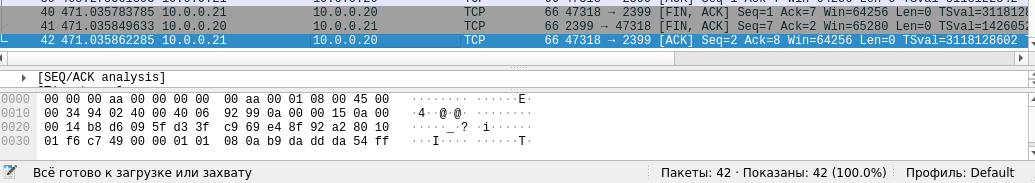 40 471.035783785 10.0.0.21 10.0.0.20 TCP 66 47318 → 2399 [FIN, ACK] Seq=1 Ack=7 Win=64256 Len=0 TSval=3118128
41 471.035849633 10.0.0.20 10.0.0.21 TCP 66 2399 → 47318 [FIN, ACK] Seq=7 Ack=2 Win=65280 Len=0 TSval=1426052
42 471.035862285 10.0.0.21 10.0.0.20 TCP 66 47318 → 2399 [ACK] Seq=2 Ack=8 Win=64256 Len=0 TSval=3118128602
[SEQ/ACK analysis]
0000 00 00 00 aa 00 00 00 00 00 aa 00 01 08 00 45 00 ········ ······E·
0010 00 34 94 02 40 00 40 06 92 99 0a 00 00 15 0a 00 ·4··@·@· ········
0020 00 14 b8 d6 09 5f d3 3f c9 69 e4 8f 92 a2 80 10 ·····_·? ·i······
0030 01 f6 c7 49 00 00 01 01 08 0a b9 da dd da 54 ff ···I···· ······T·
Всё готово к загрузке или захвату Пакеты: 42 · Показаны: 42 (100.0%) Профиль: Default